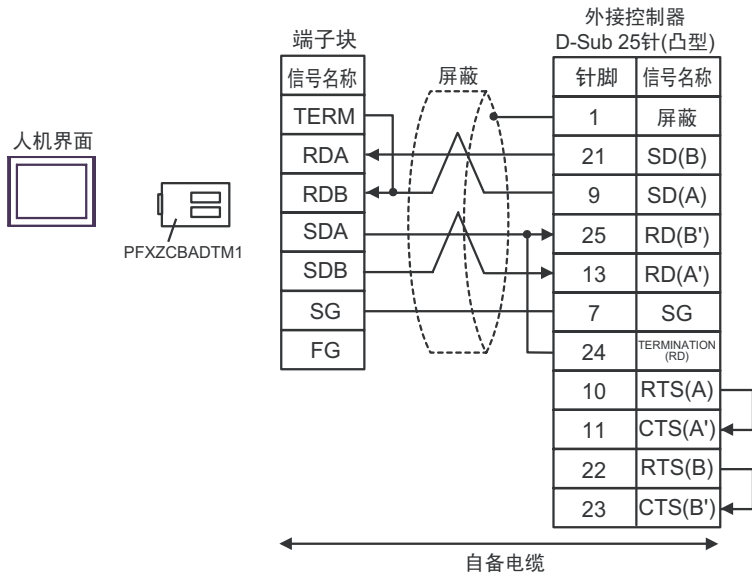 人机界面
PFXZCBADTM1
端子块
信号名称
TERM
RDA
RDB
SDA
SDB
SG
FG
屏蔽
外接控制器
D-Sub 25针(凸型)
针脚 信号名称
1 屏蔽
21 SD(B)
9 SD(A)
25 RD(B')
13 RD(A')
7 SG
24 TERMINATION
(RD)
10 RTS(A)
11 CTS(A')
22 RTS(B)
23 CTS(B')
自备电缆